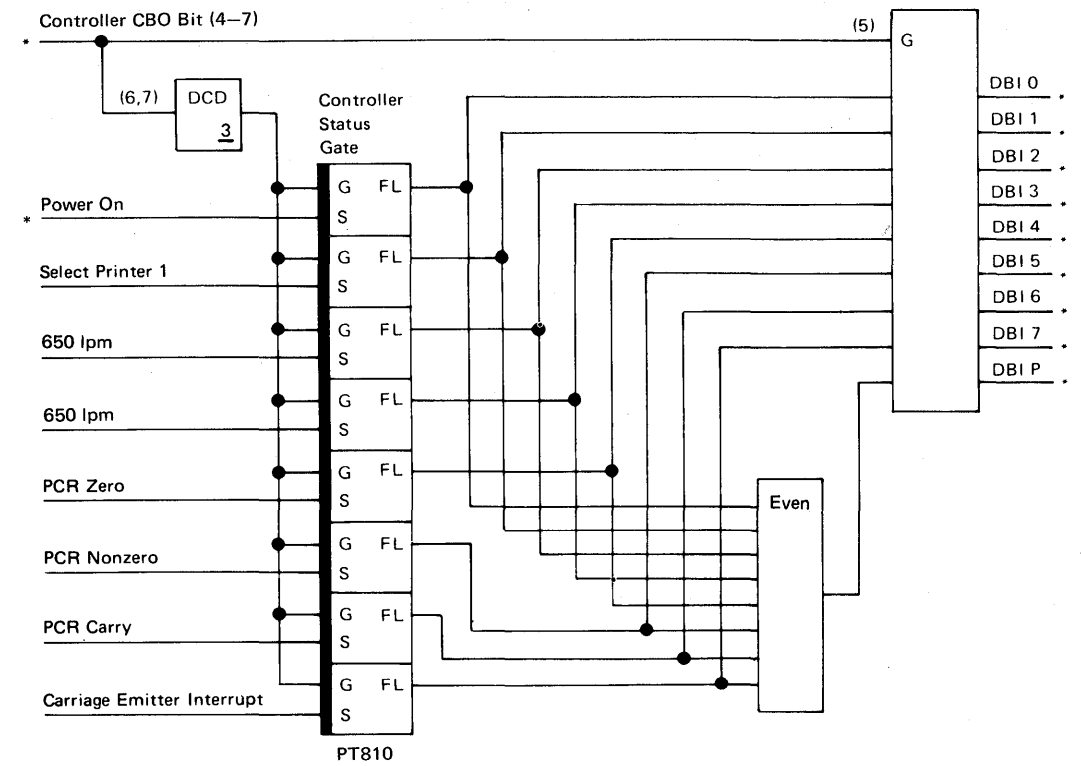 Controller CBO Bit (4—7)
*
(5)
G
(6,7)
DCD
3
Controller
Status
Gate
DBI 0 *
DBI 1 *
DBI 2 *
DBI 3 *
DBI 4 *
DBI 5 *
DBI 6 *
DBI 7 *
DBI P *
G FL
Power On
* S
G FL
Select Printer 1
S
G FL
650 lpm
S
G FL
650 lpm
S
G FL
PCR Zero
S
Even
G FL
PCR Nonzero
S
G FL
PCR Carry
S
G FL
Carriage Emitter Interrupt
S
PT810